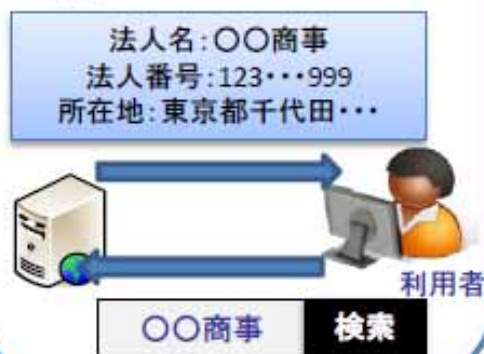 法人名:〇〇商事
法人番号:123・・・999
所在地:東京都千代田・・・
利用者
〇〇商事 検索